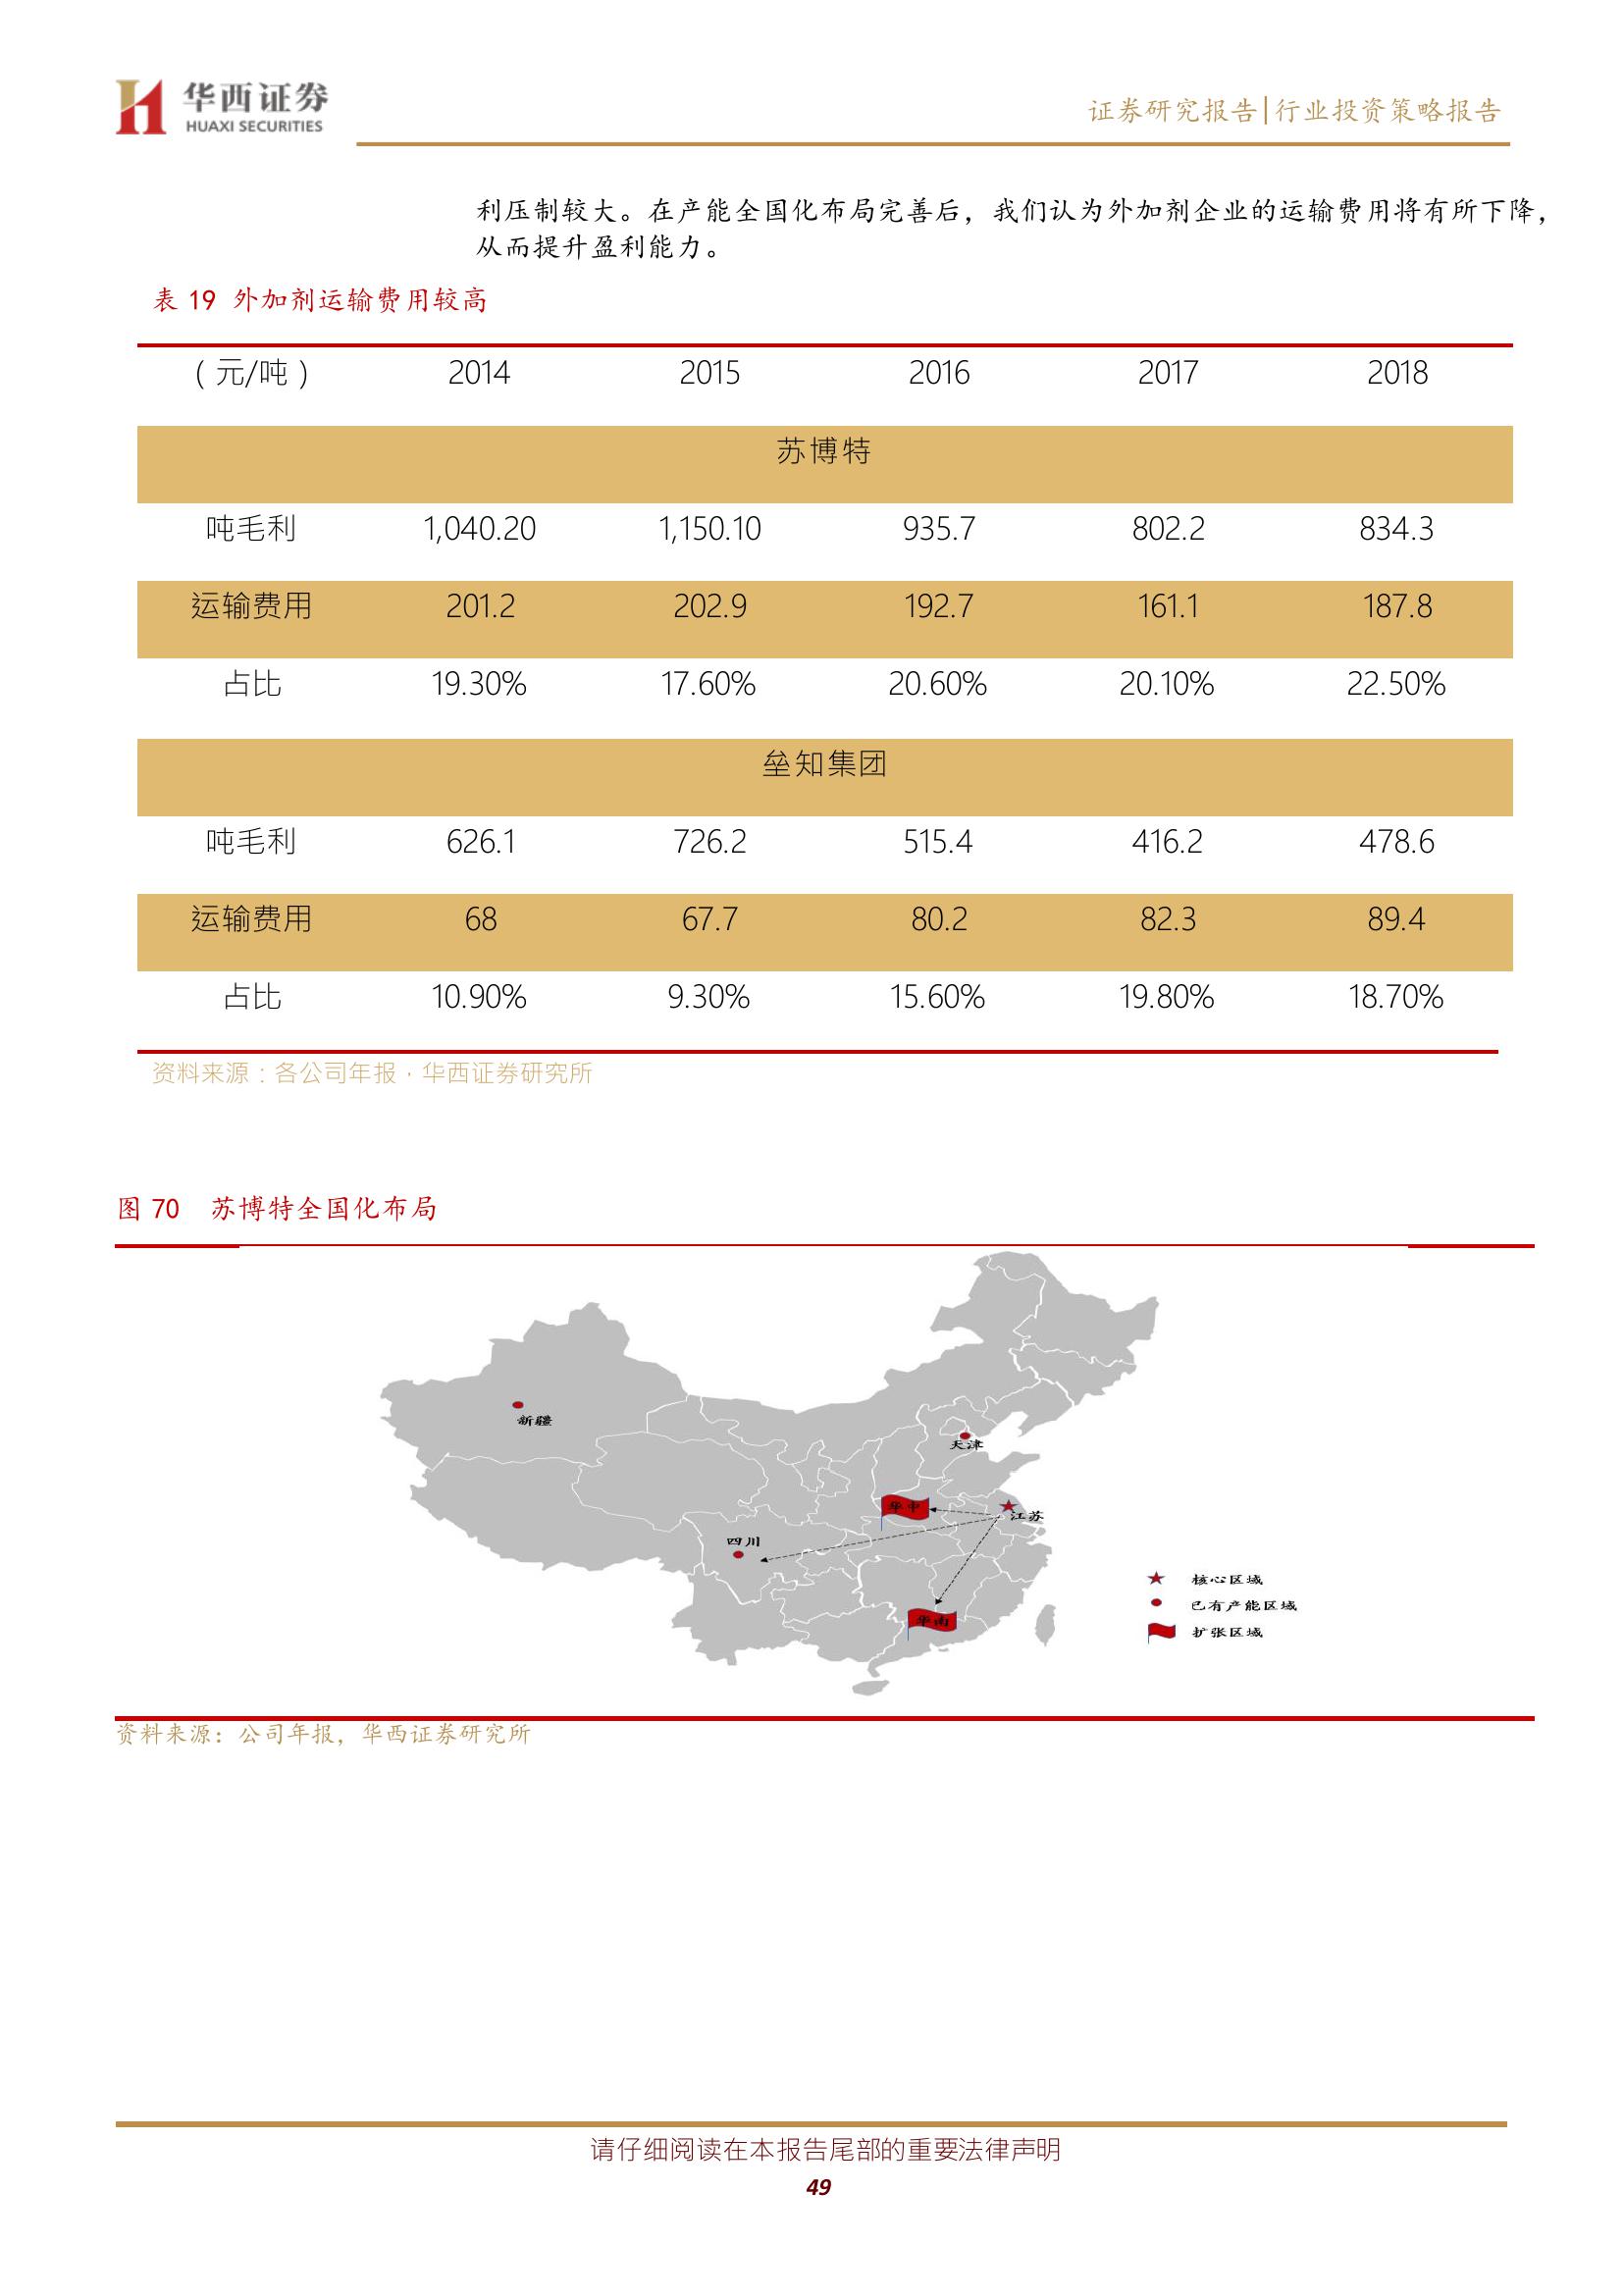 华西证券
HUAXI SECURITIES
证券研究报告|行业投资策略报告
利压制较大。在产能全国化布局完善后，我们认为外加剂企业的运输费用将有所下降，
从而提升盈利能力。
表 19 外加剂运输费用较高
（元/吨） 2014 2015 2016 2017 2018
苏博特
吨毛利 1,040.20 1,150.10 935.7 802.2 834.3
运输费用 201.2 202.9 192.7 161.1 187.8
占比 19.30% 17.60% 20.60% 20.10% 22.50%
垒知集团
吨毛利 626.1 726.2 515.4 416.2 478.6
运输费用 68 67.7 80.2 82.3 89.4
占比 10.90% 9.30% 15.60% 19.80% 18.70%
资料来源：各公司年报，华西证券研究所
图 70 苏博特全国化布局
新疆
天津
华中
江苏
四川
华南
核心区域
已有产能区域
扩张区域
资料来源：公司年报，华西证券研究所
请仔细阅读在本报告尾部的重要法律声明
49